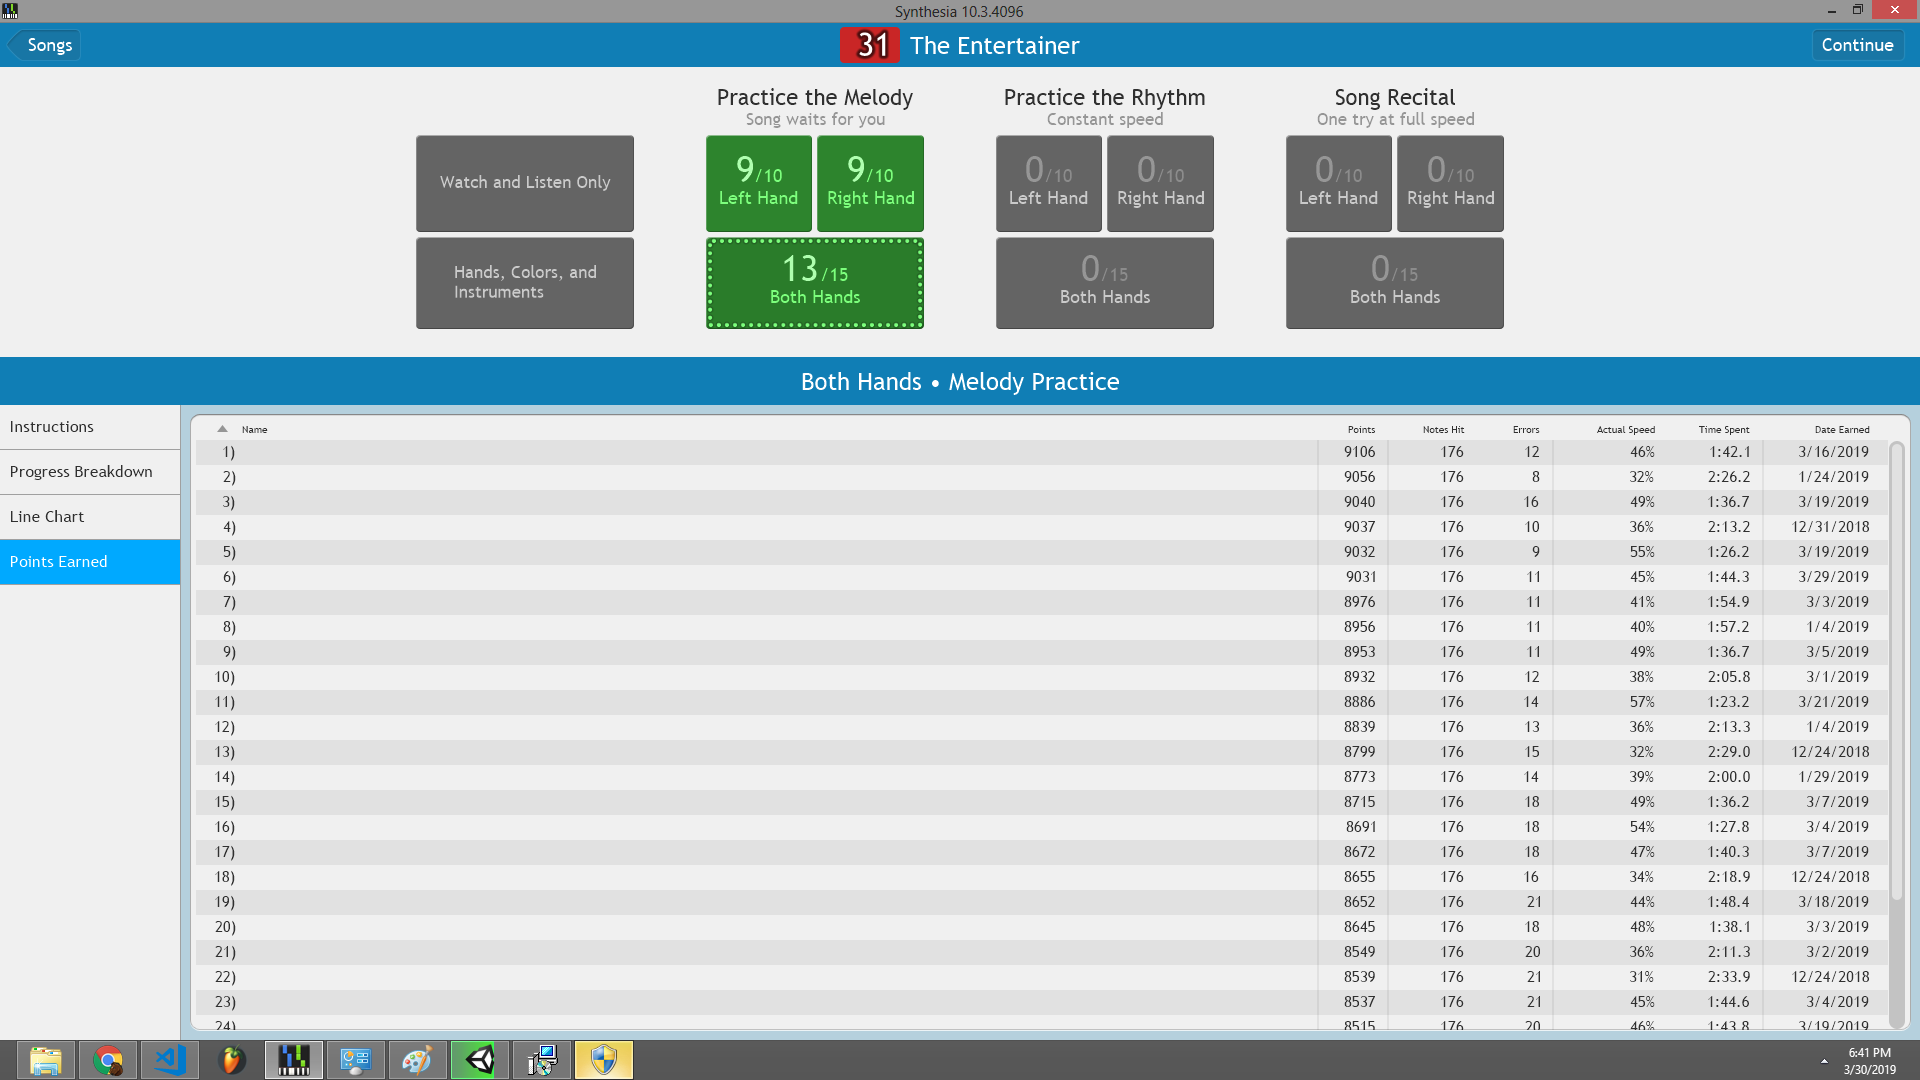 Synthesia 10.3.4096
Songs
31 The Entertainer
Continue
Practice the Melody
Song waits for you
Practice the Rhythm
Constant speed
Song Recital
One try at full speed
Watch and Listen Only
Hands, Colors, and
Instruments
9/10
Left Hand
9/10
Right Hand
13/15
Both Hands
0/10
Left Hand
0/10
Right Hand
0/15
Both Hands
0/10
Left Hand
0/10
Right Hand
0/15
Both Hands
Both Hands • Melody Practice
Instructions
Progress Breakdown
Line Chart
Points Earned
Name Points Notes Hit Errors Actual Speed Time Spent Date Earned
1) 9106 176 12 46% 1:42.1 3/16/2019
2) 9056 176 8 32% 2:26.2 1/24/2019
3) 9040 176 16 49% 1:36.7 3/19/2019
4) 9037 176 10 36% 2:13.2 12/31/2018
5) 9032 176 9 55% 1:26.2 3/19/2019
6) 9031 176 11 45% 1:44.3 3/29/2019
7) 8976 176 11 41% 1:54.9 3/3/2019
8) 8956 176 11 40% 1:57.2 1/4/2019
9) 8953 176 11 49% 1:36.7 3/5/2019
10) 8932 176 12 38% 2:05.8 3/1/2019
11) 8886 176 14 57% 1:23.2 3/21/2019
12) 8839 176 13 36% 2:13.3 1/4/2019
13) 8799 176 15 32% 2:29.0 12/24/2018
14) 8773 176 14 39% 2:00.0 1/29/2019
15) 8715 176 18 49% 1:36.2 3/7/2019
16) 8691 176 18 54% 1:27.8 3/4/2019
17) 8672 176 18 47% 1:40.3 3/7/2019
18) 8655 176 16 34% 2:18.9 12/24/2018
19) 8652 176 21 44% 1:48.4 3/18/2019
20) 8645 176 18 48% 1:38.1 3/3/2019
21) 8549 176 20 36% 2:11.3 3/2/2019
22) 8539 176 21 31% 2:33.9 12/24/2018
23) 8537 176 21 45% 1:44.6 3/4/2019
24) 8515 176 20 46% 1:43.8 3/19/2019
6:41 PM
3/30/2019